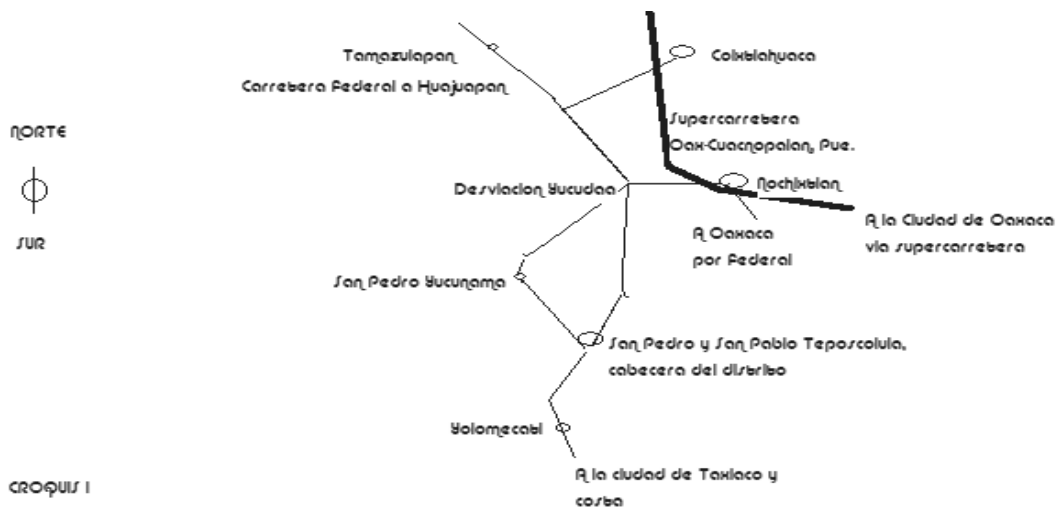 Tamazulapan
Coixtlahuaca
Carretera Federal a Huajuapan
NORTE
Supercarretera
Oax-Cuacnopalan, Pue.
Desviacion Yucudaa
Nochixtlan
SUR
A la Ciudad de Oaxaca
via supercarretera
A Oaxaca
por Federal
San Pedro Yucunama
San Pedro y San Pablo Teposcolula,
cabecera del distrito
Yolomecatl
A la ciudad de Taxiaco y
costa
CROQUIS I